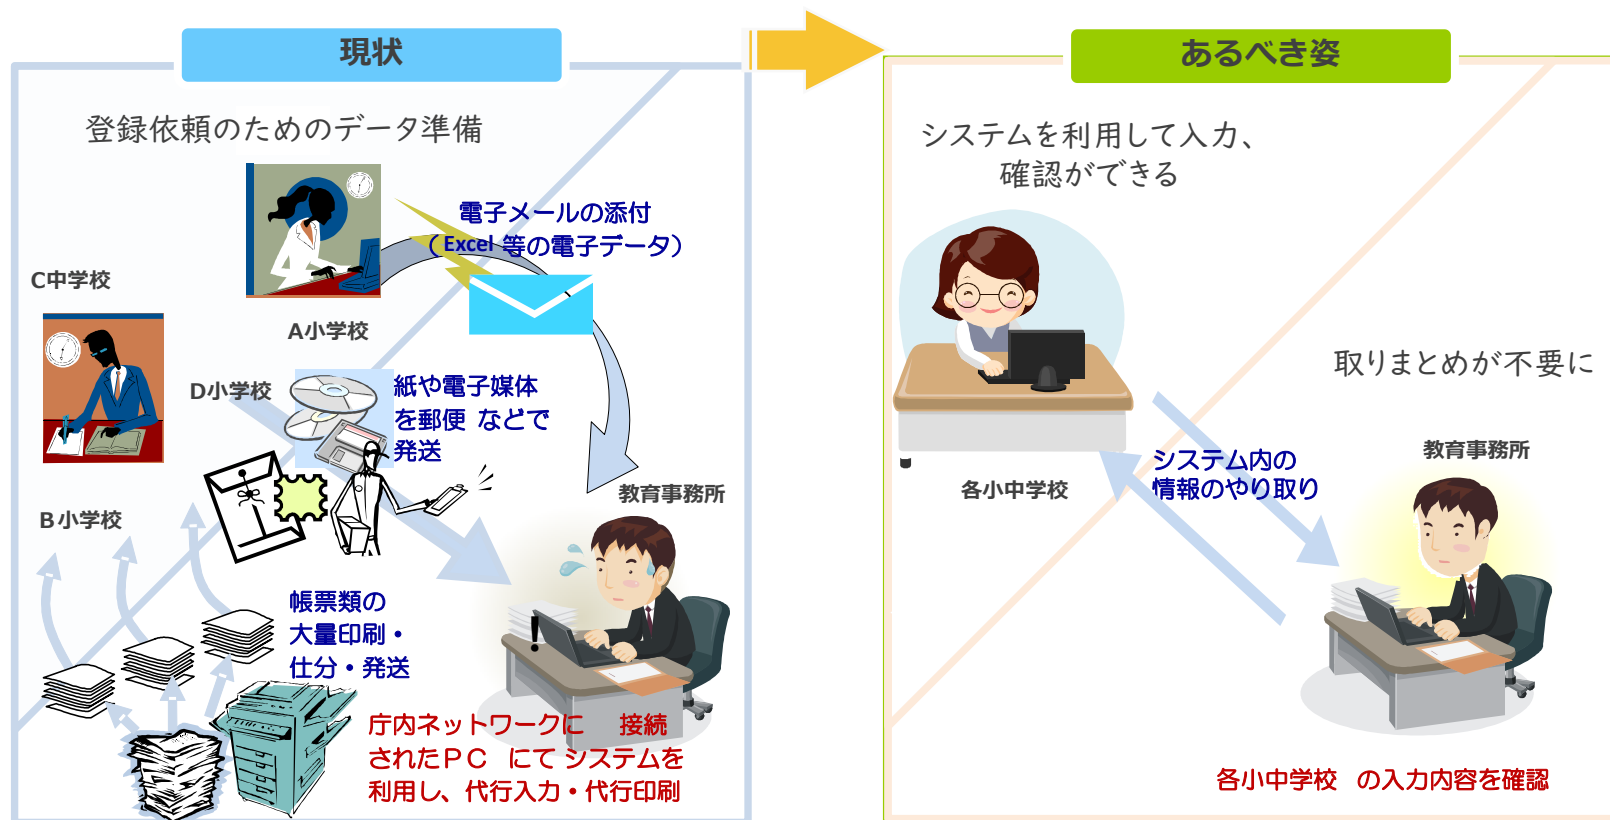 現状
登録依頼のためのデータ準備
電子メールの添付
（Excel 等の電子データ）
C中学校
A小学校
D小学校
紙や電子媒体
を郵便 などで
発送
教育事務所
B小学校
帳票類の
大量印刷・
仕分・発送
!
庁内ネットワークに 接続
されたPC にて システムを
利用し、代行入力・代行印刷
あるべき姿
システムを利用して入力、
確認ができる
取りまとめが不要に
教育事務所
システム内の
情報のやり取り
各小中学校
各小中学校 の入力内容を確認